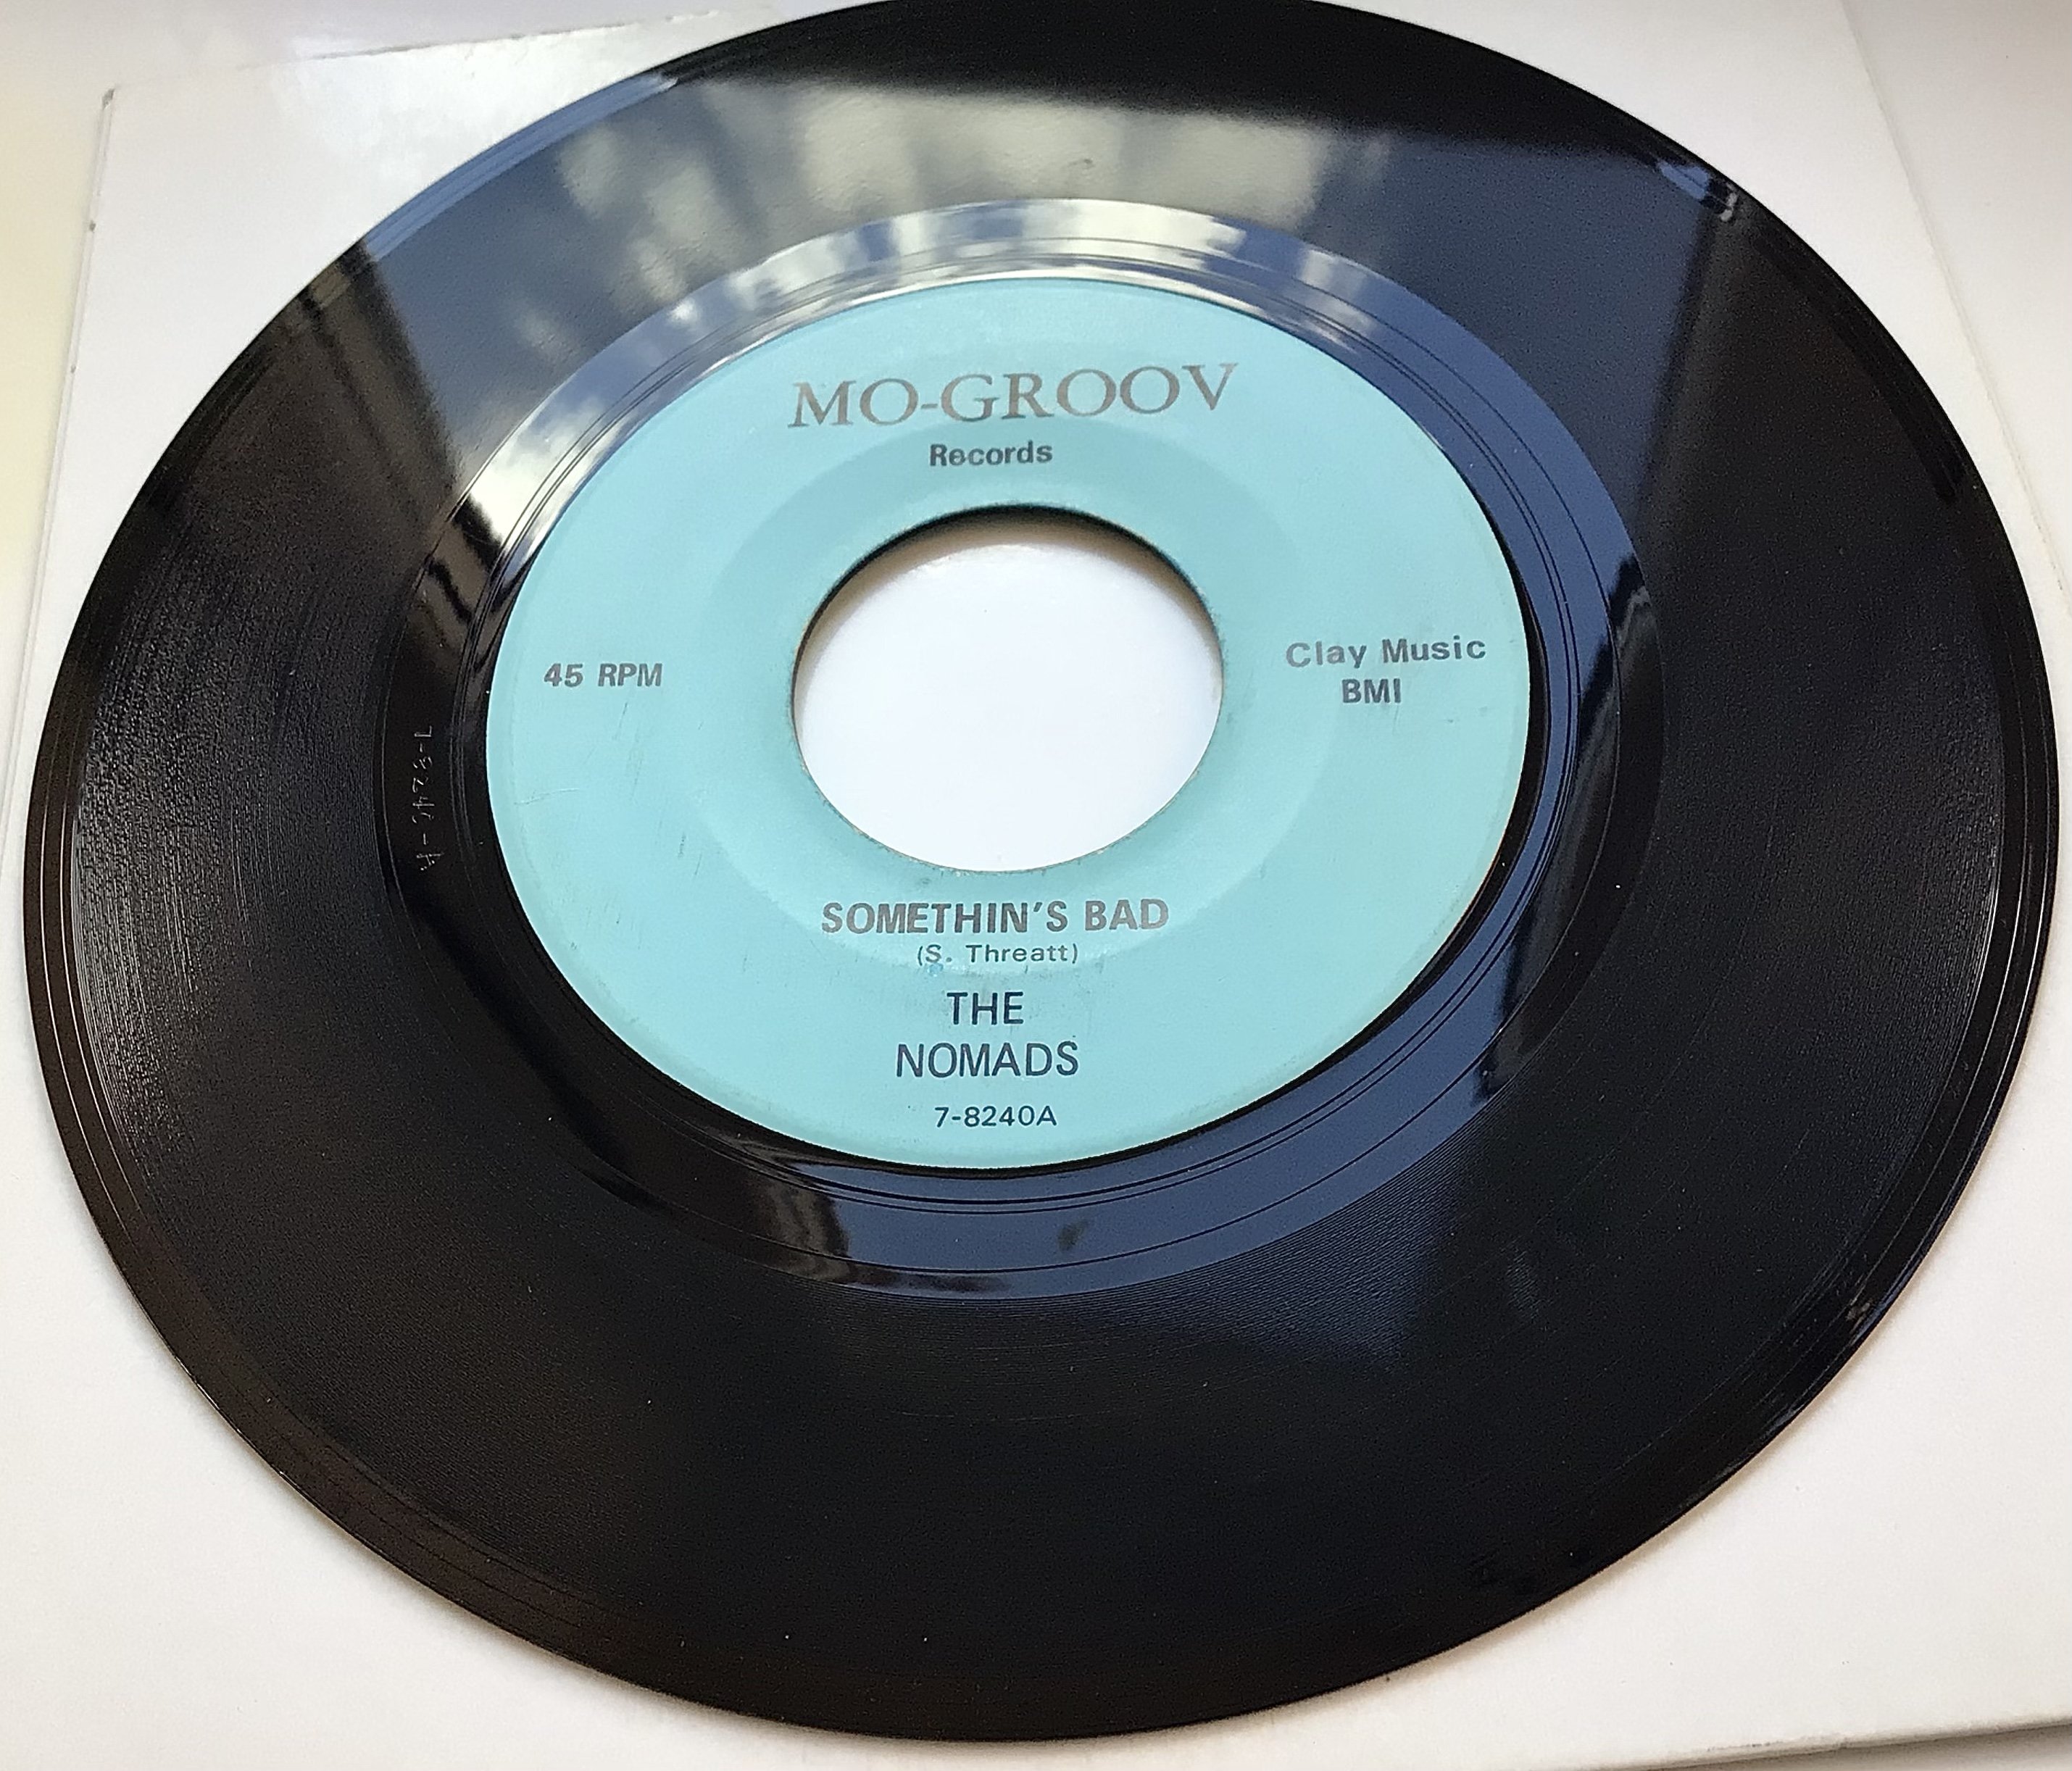 MO-GROOV
Records
45 RPM
Clay Music
BMI
SOMETHIN'S BAD
(S. Threatt)
THE
NOMADS
7-8240A